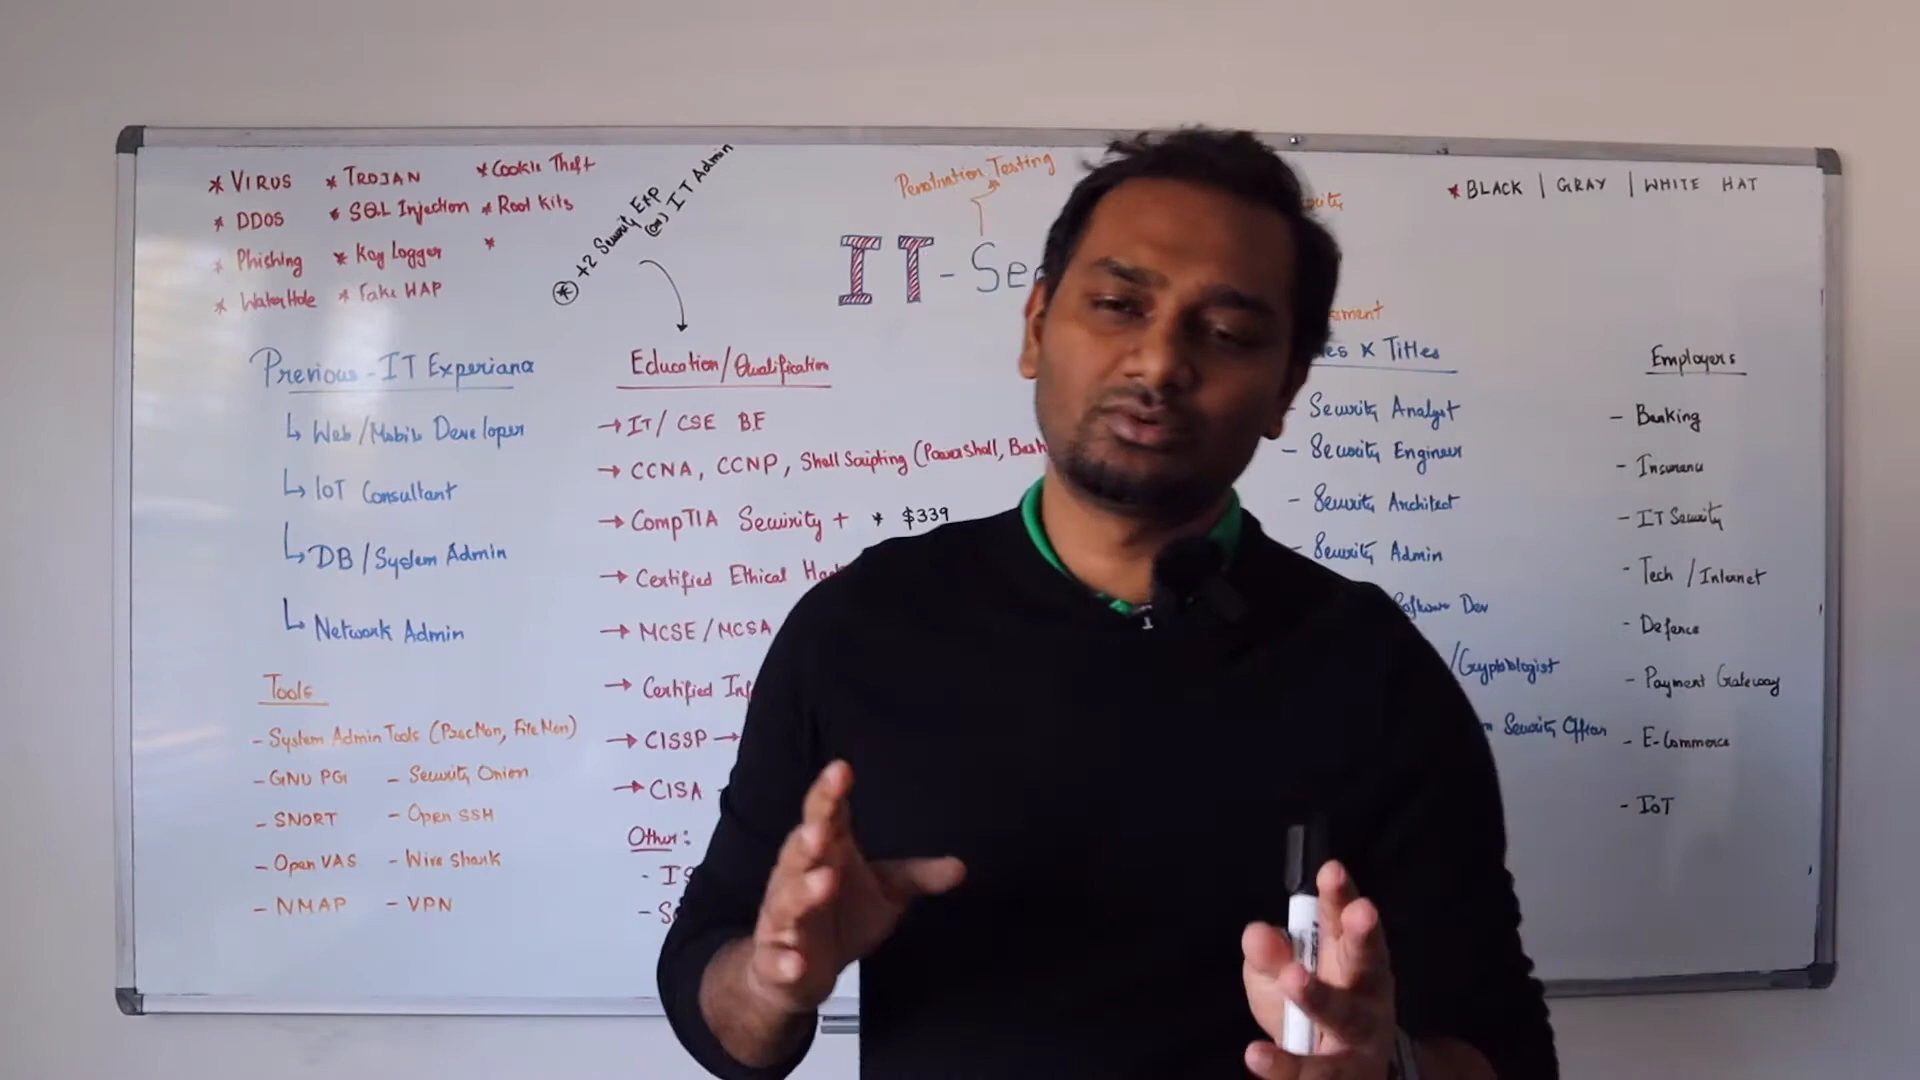 * VIRUS * TROJAN * Cookie Theft
* DDOS * SQL Injection * Root Kits
* Phishing * Key Logger *
* Water Hole * Fake WAP
* +2 Security EXP
(or) IT Admin
Penetration Testing
IT - Sec
* BLACK | GRAY | WHITE HAT
Previous - IT Experience
↳ Web / Mobile Developer
↳ IoT Consultant
↳ DB / System Admin
↳ Network Admin
Tools
- System Admin Tools (ProcMon, FileMon)
- GNU PG - Security Onion
- SNORT - Open SSH
- Open VAS - Wire shark
- NMAP - VPN
Education / Qualification
→ IT / CSE B.E
→ CCNA, CCNP, Shell Scripting (PowerShell, Bash
→ CompTIA Security + * $339
→ Certified Ethical Hack
→ MCSE / MCSA
→ Certified Inf
→ CISSP →
→ CISA -
Other:
- IS
- S
es & Titles
- Security Analyst
- Security Engineer
- Security Architect
- Security Admin
Software Dev
/Cryptologist
n Security Officer
Employers
- Banking
- Insurance
- IT Security
- Tech / Internet
- Defence
- Payment Gateway
- E-Commerce
- IoT